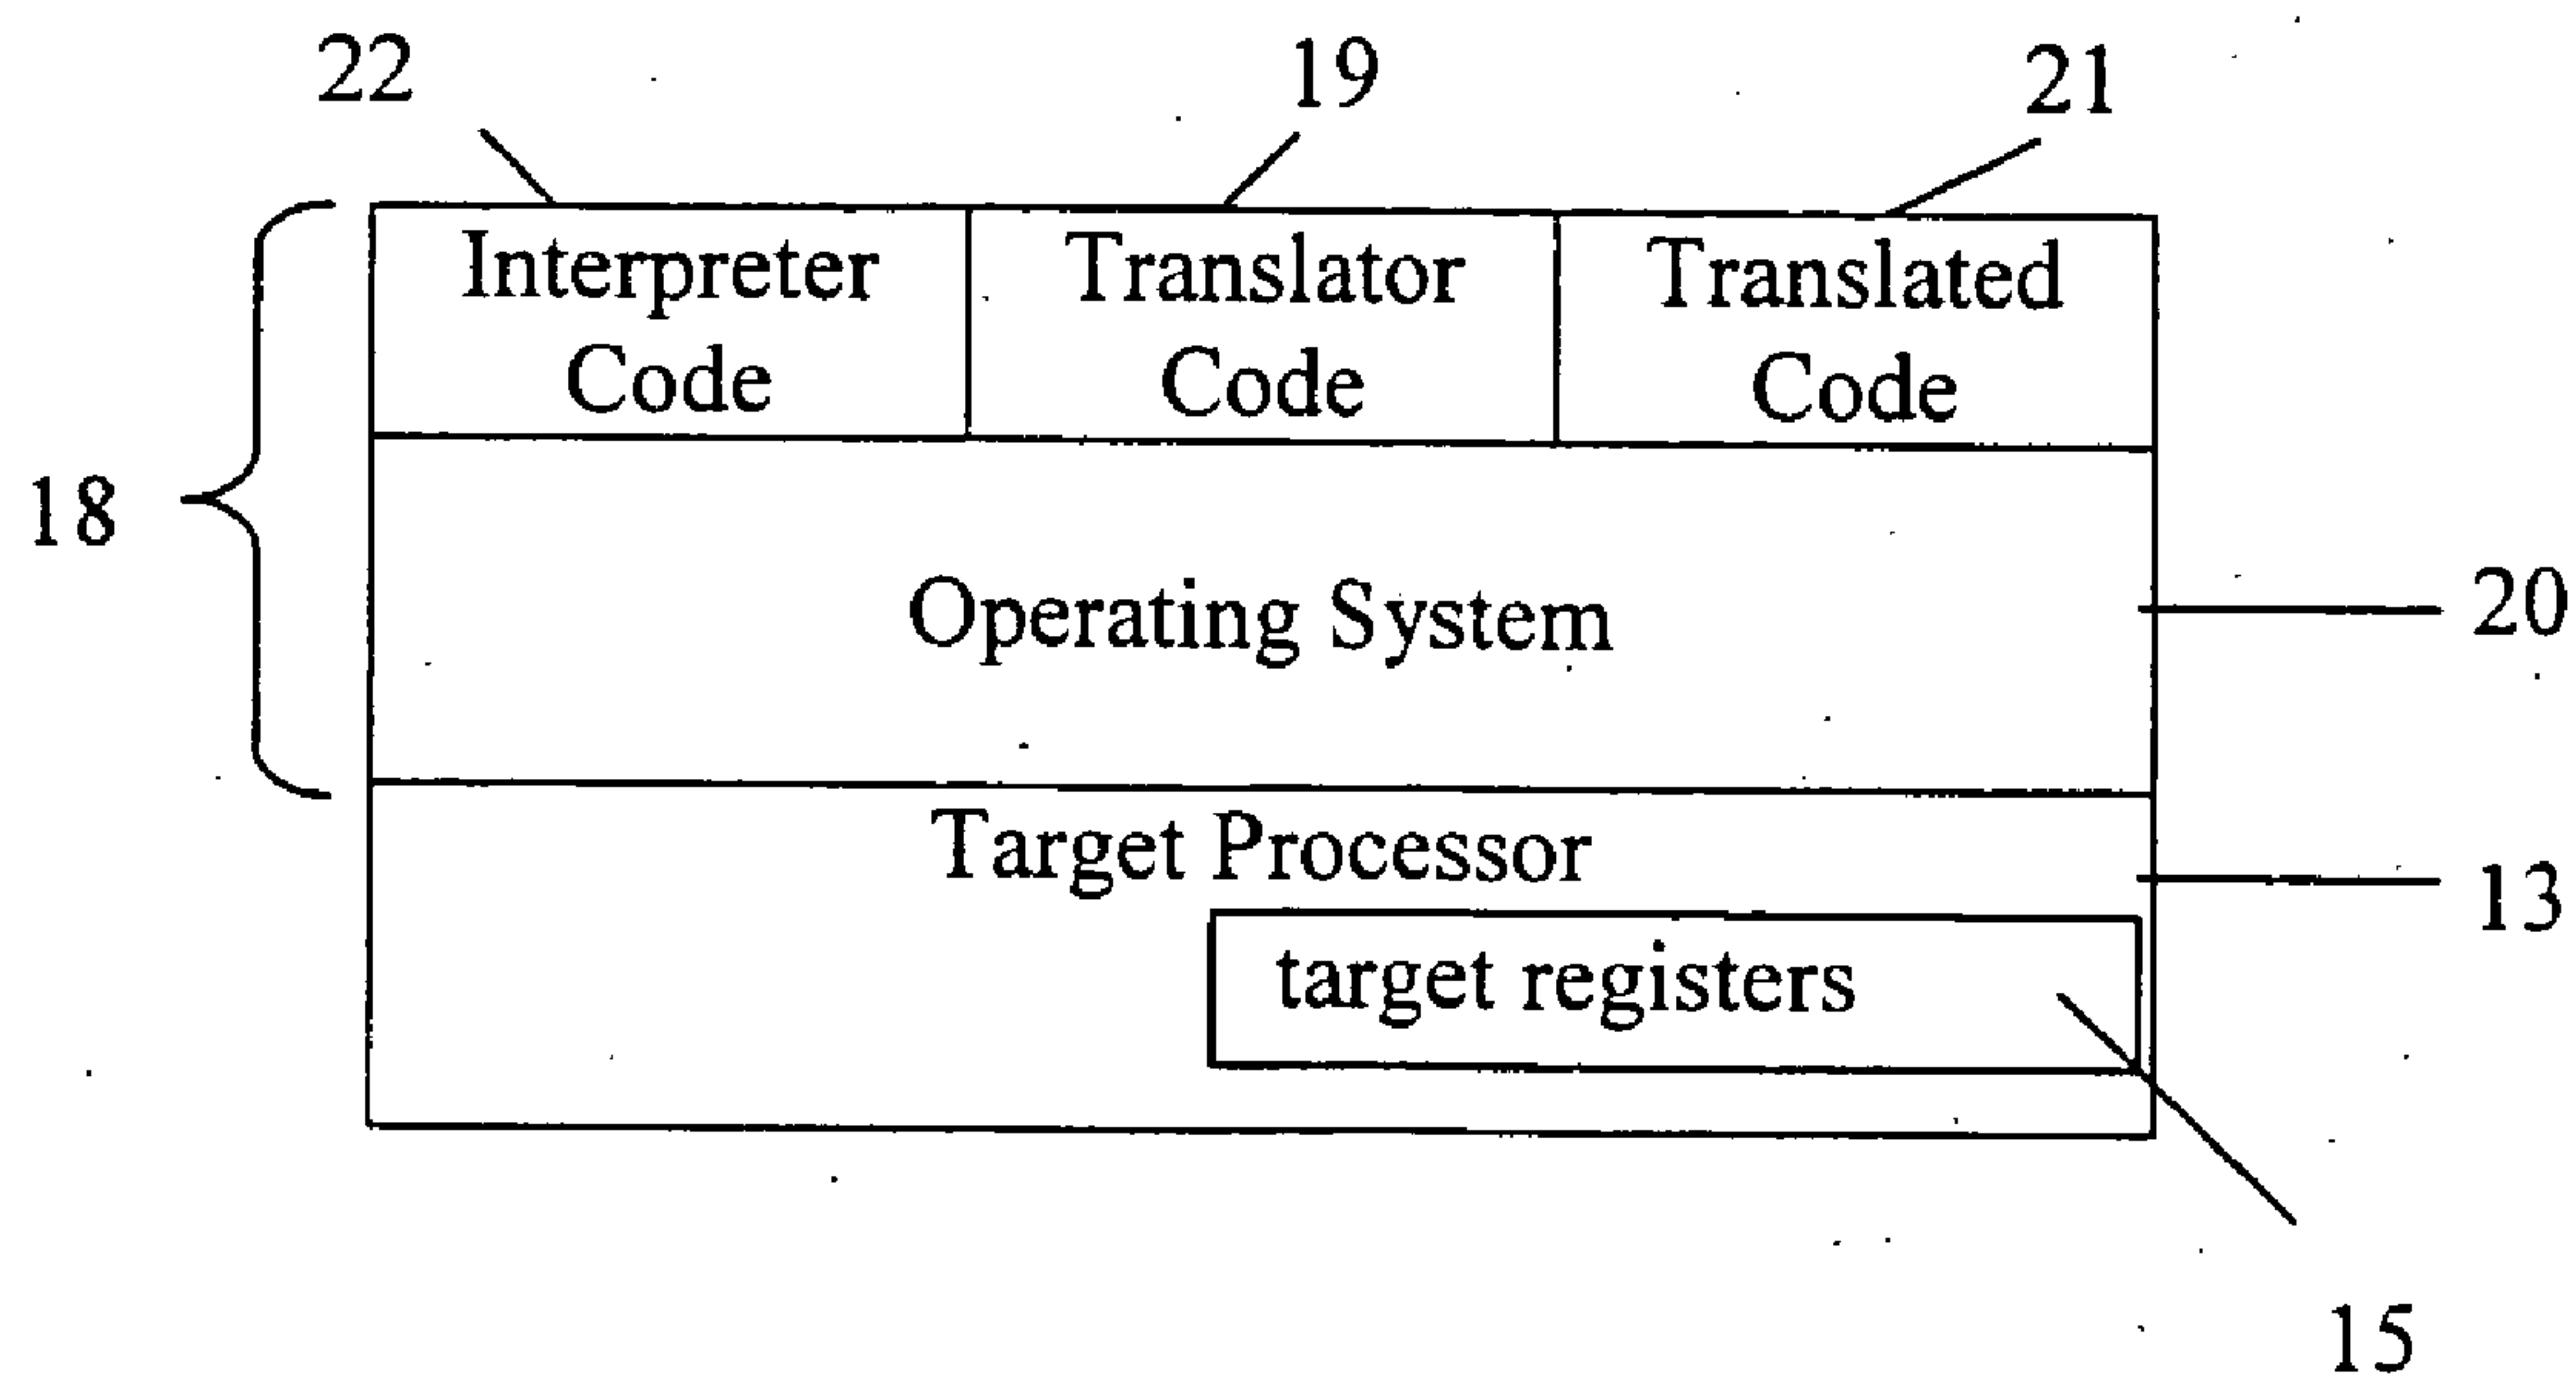 22
19
21
Interpreter
Code
Translator
Code
Translated
Code
18
Operating System
20
Target Processor
13
target registers
15